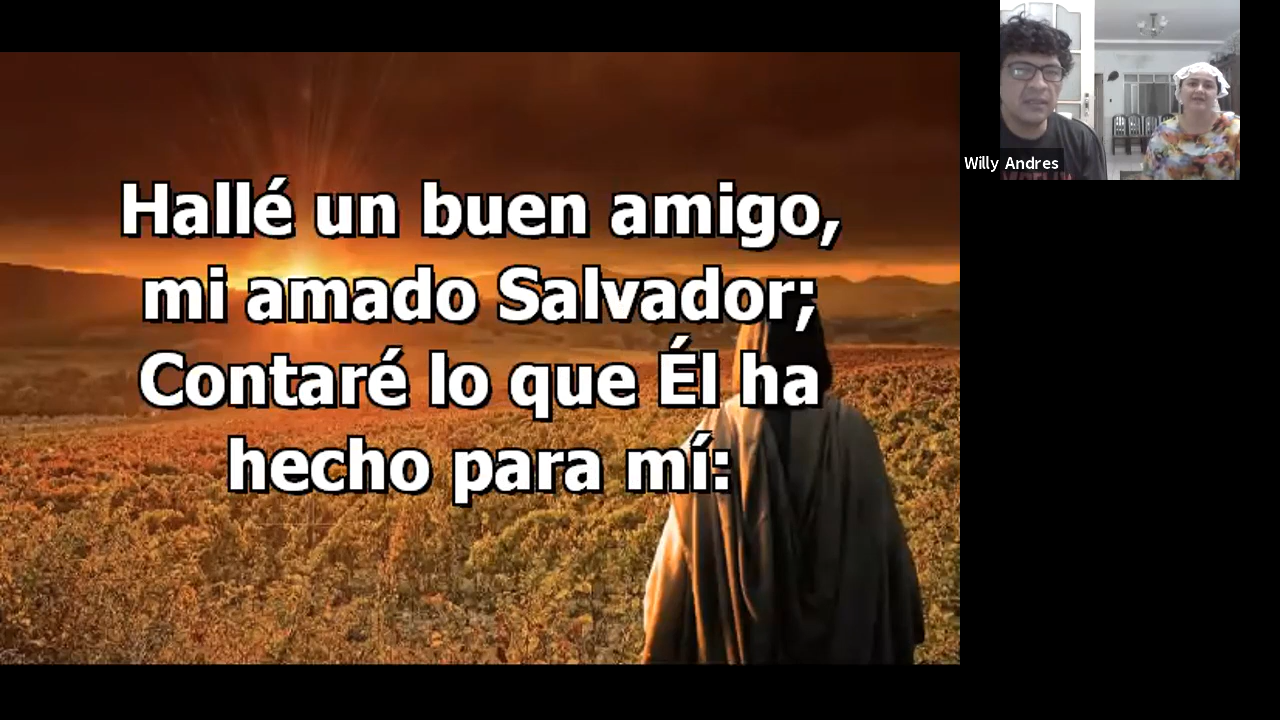 Hallé un buen amigo,
mi amado Salvador;
Contaré lo que Él ha
hecho para mí:
Willy Andres